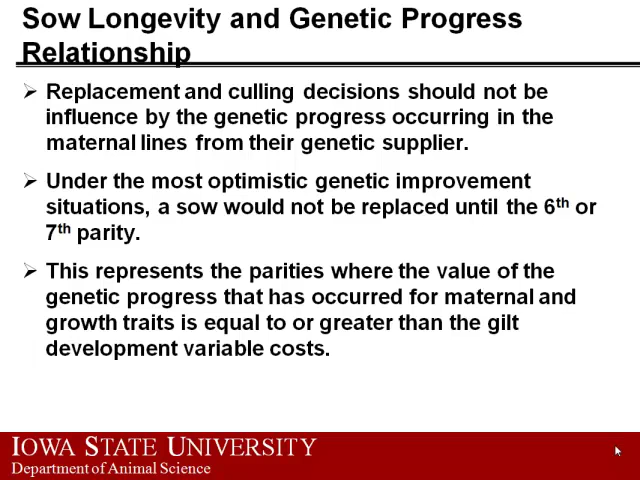 Sow Longevity and Genetic Progress
Relationship
➢ Replacement and culling decisions should not be
influence by the genetic progress occurring in the
maternal lines from their genetic supplier.
➢ Under the most optimistic genetic improvement
situations, a sow would not be replaced until the 6th or
7th parity.
➢ This represents the parities where the value of the
genetic progress that has occurred for maternal and
growth traits is equal to or greater than the gilt
development variable costs.
IOWA STATE UNIVERSITY
Department of Animal Science